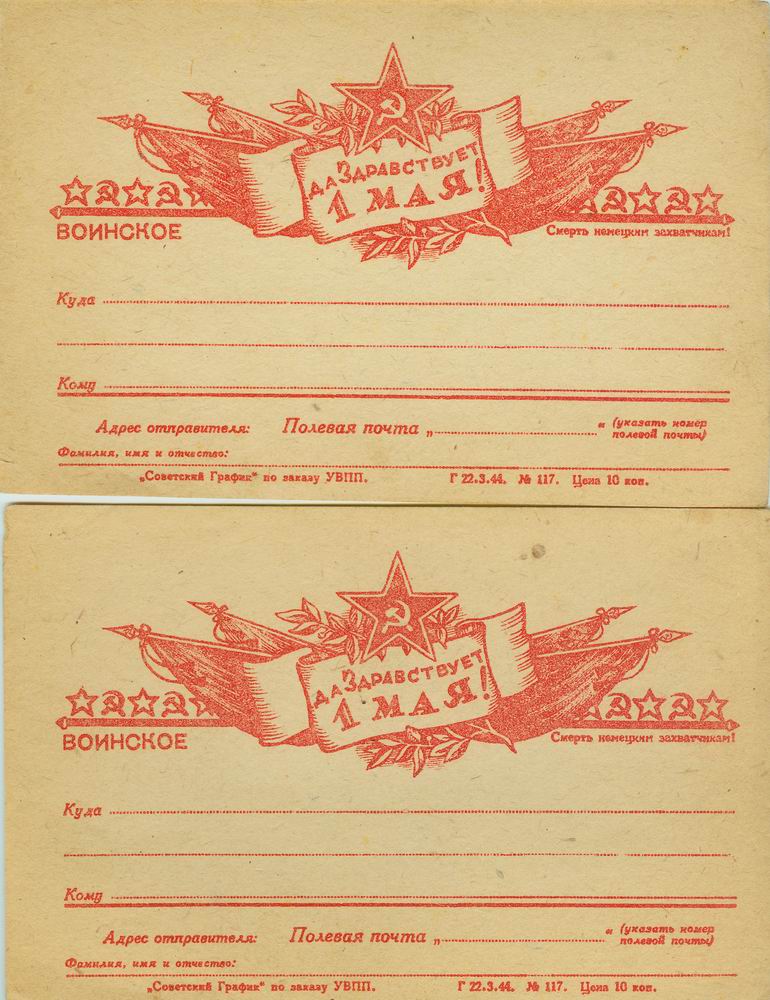 ДА ЗДРАВСТВУЕТ
1 МАЯ!
ВОИНСКОЕ
Смерть немецким захватчикам!
Куда
Кому
Адрес отправителя: Полевая почта „ “ (указать номер
полевой почты)
Фамилия, имя и отчество:
„Советский График“ по заказу УВПП. Г 22.3.44. № 117. Цена 10 коп.
ДА ЗДРАВСТВУЕТ
1 МАЯ!
ВОИНСКОЕ
Смерть немецким захватчикам!
Куда
Кому
Адрес отправителя: Полевая почта „ “ (указать номер
полевой почты)
Фамилия, имя и отчество:
„Советский График“ по заказу УВПП. Г 22.3.44. № 117. Цена 10 коп.